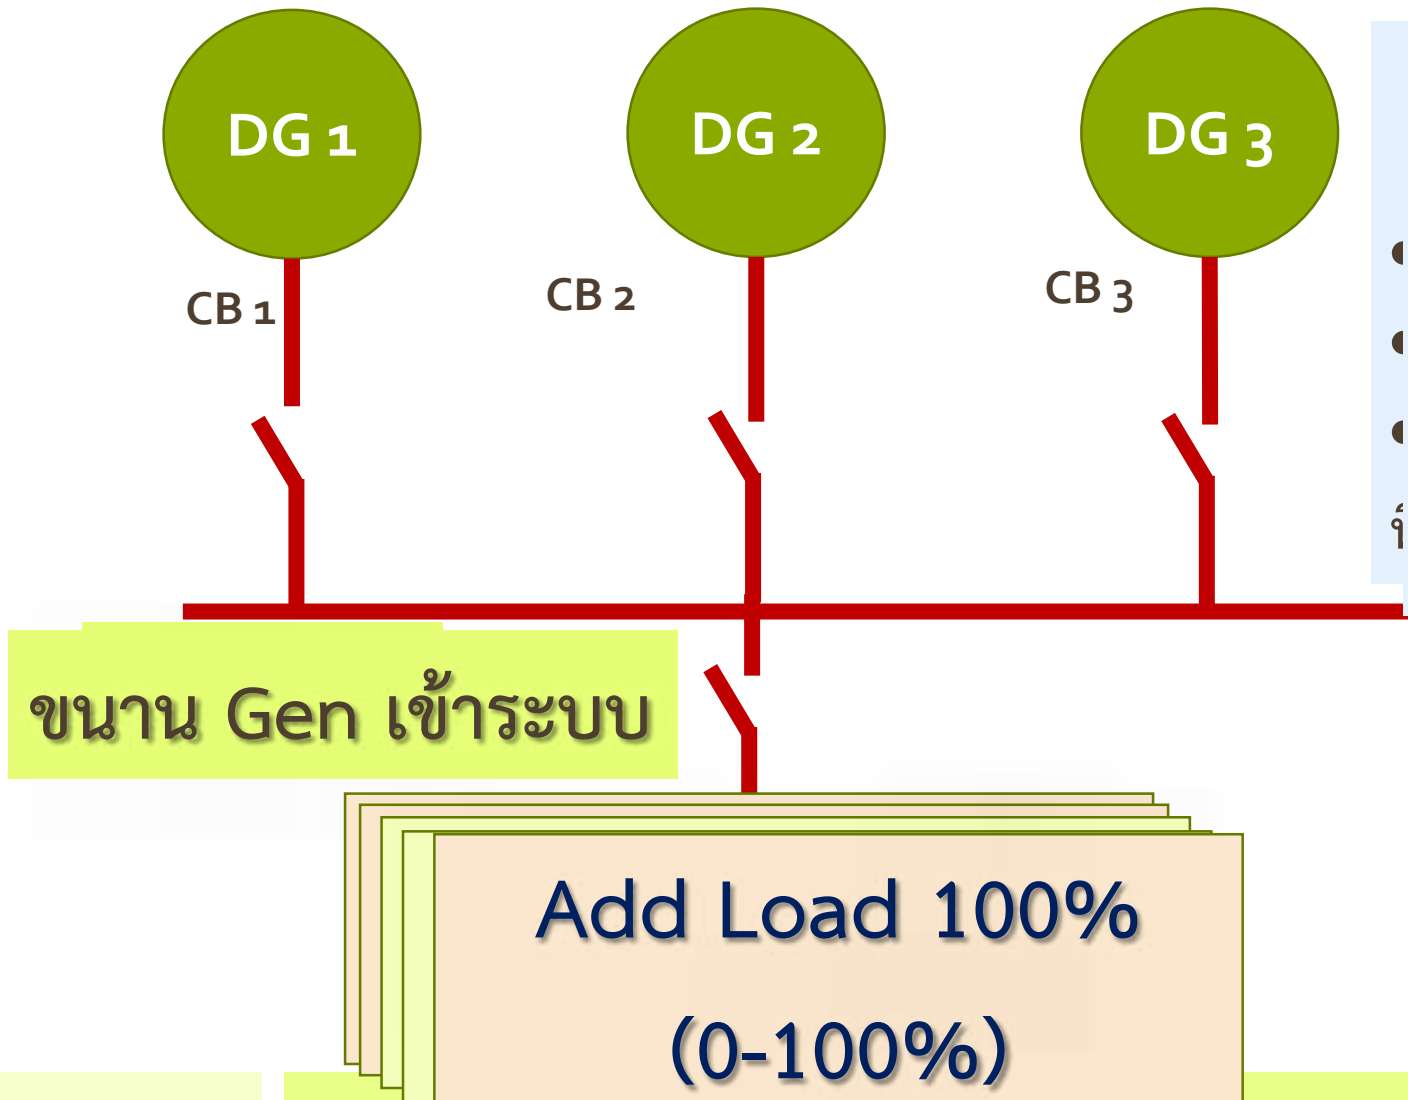 DG 1
DG 2
DG 3
CB 1
CB 2
CB 3
ขนาน Gen เข้าระบบ
Add Load 100%
(0-100%)